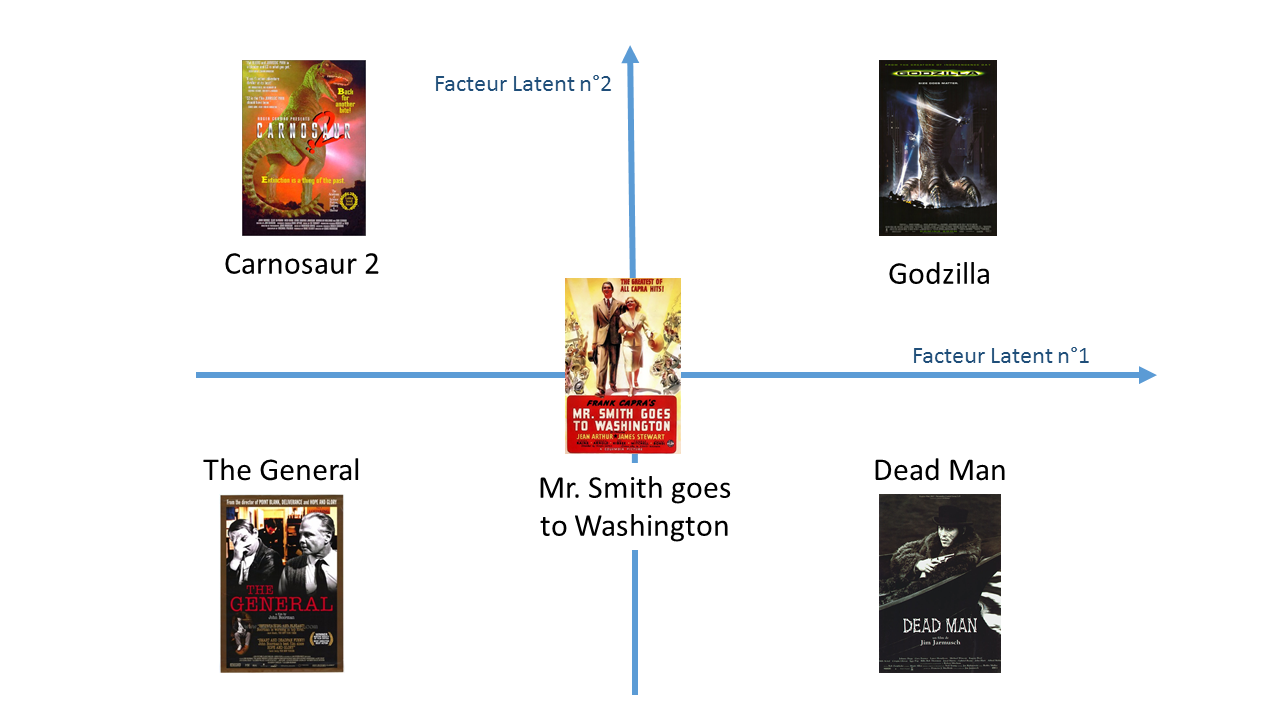 Facteur Latent n°2
Back
for
another
bite!
ROGER CORMAN PRESENTS
CARNOSAUR
2
Extinction is a thing of the past.
Carnosaur 2
GODZILLA
SIZE DOES MATTER.
Godzilla
THE GREATEST OF
ALL CAPRA HITS!
FRANK CAPRA'S
MR. SMITH GOES
TO WASHINGTON
JEAN ARTHUR JAMES STEWART
A COLUMBIA PICTURE
Mr. Smith goes
to Washington
Facteur Latent n°1
The General
From the director of POINT BLANK, DELIVERANCE and HOPE AND GLORY
THE
GENERAL
a film by
John Boorman
Dead Man
DEAD MAN
un film de
Jim Jarmusch